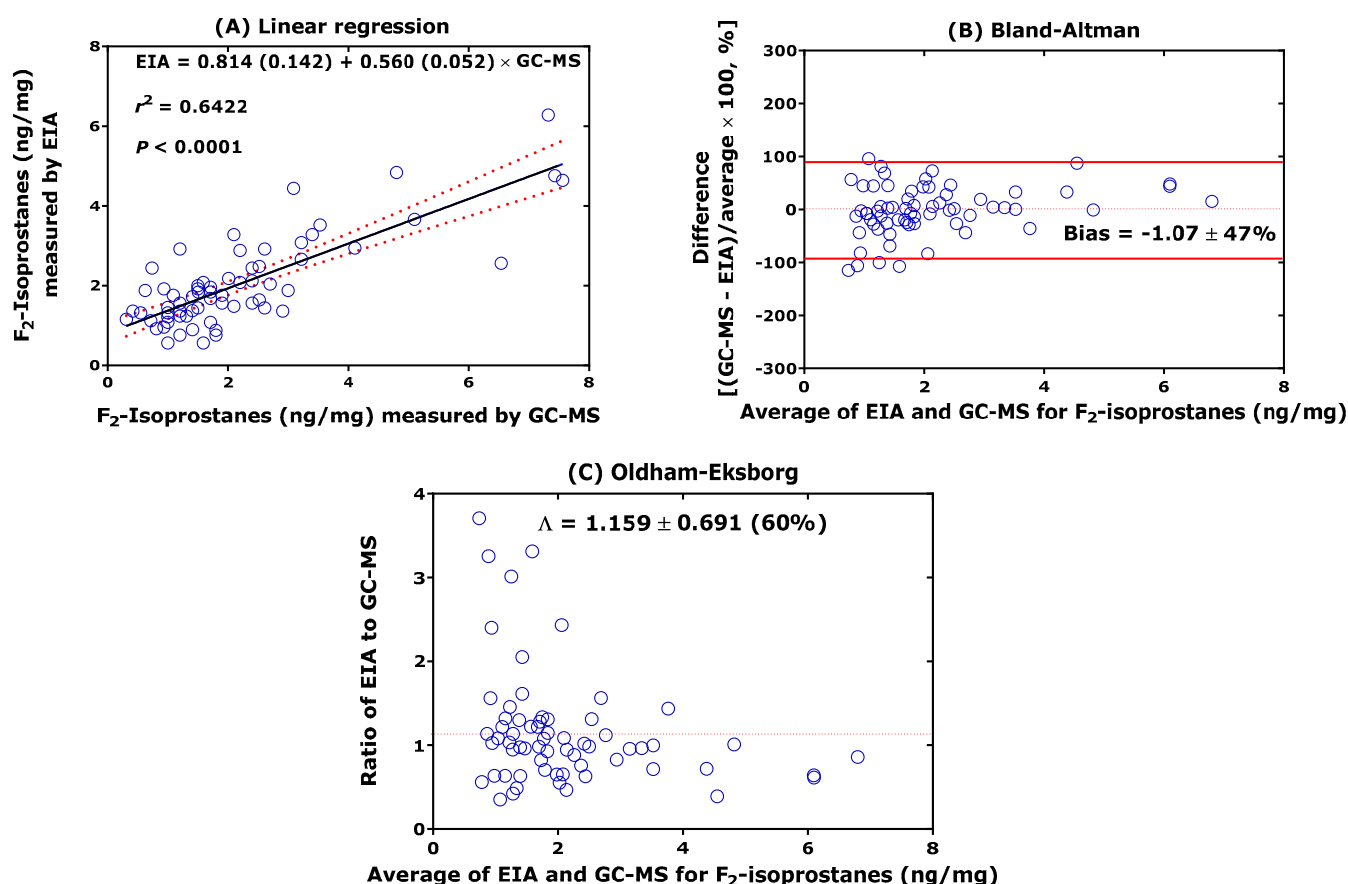 (A) Linear regression
EIA = 0.814 (0.142) + 0.560 (0.052) × GC-MS
r² = 0.6422
P < 0.0001
F₂-Isoprostanes (ng/mg)
measured by EIA
8
6
4
2
0
0 2 4 6 8
F₂-Isoprostanes (ng/mg) measured by GC-MS
(B) Bland-Altman
Difference
[(GC-MS - EIA)/average × 100, %]
300
200
100
0
-100
-200
-300
Bias = -1.07 ± 47%
0 2 4 6 8
Average of EIA and GC-MS for F₂-isoprostanes (ng/mg)
(C) Oldham-Eksborg
Λ = 1.159 ± 0.691 (60%)
Ratio of EIA to GC-MS
4
3
2
1
0
0 2 4 6 8
Average of EIA and GC-MS for F₂-isoprostanes (ng/mg)